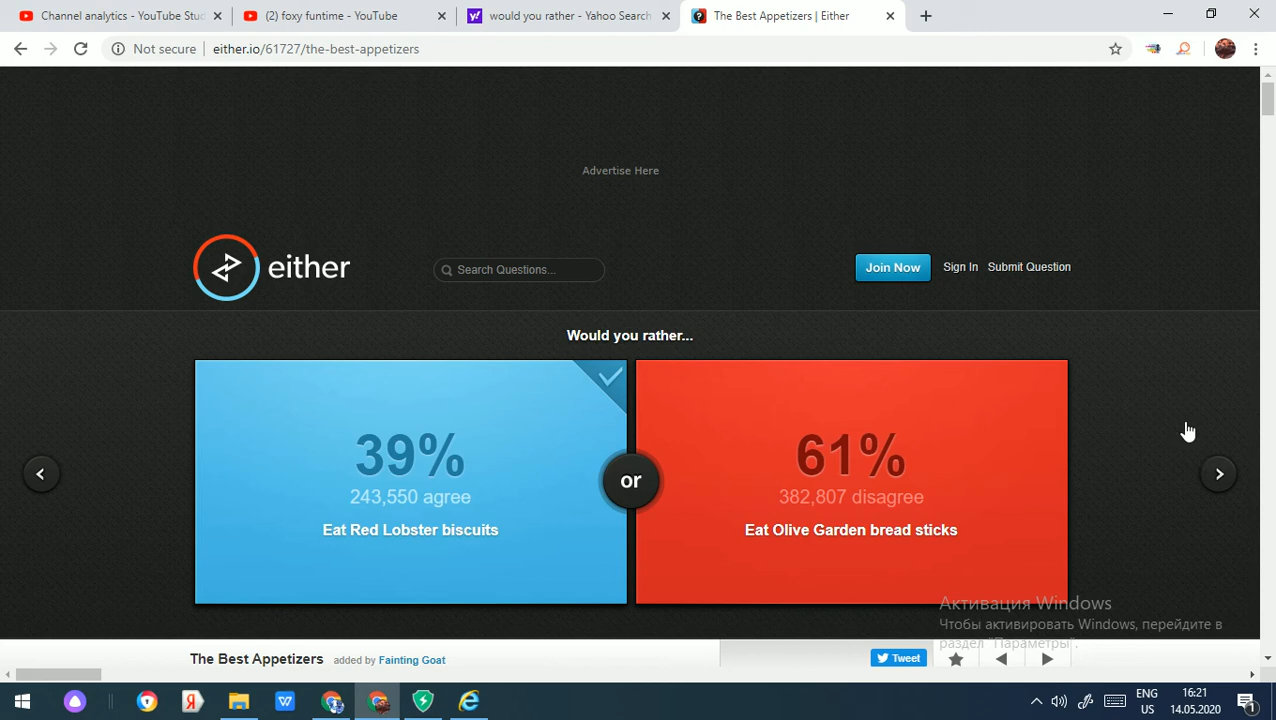 Channel analytics - YouTube Stu
(2) foxy funtime - YouTube
would you rather - Yahoo Search
The Best Appetizers | Either
Not secure
either.io/61727/the-best-appetizers
Advertise Here
either
Search Questions...
Join Now
Sign In
Submit Question
Would you rather...
39%
243,550 agree
Eat Red Lobster biscuits
or
61%
382,807 disagree
Eat Olive Garden bread sticks
Активация Windows
Чтобы активировать Windows, перейдите в
раздел "Параметры".
The Best Appetizers added by Fainting Goat
Tweet
ENG
US
16:21
14.05.2020
1